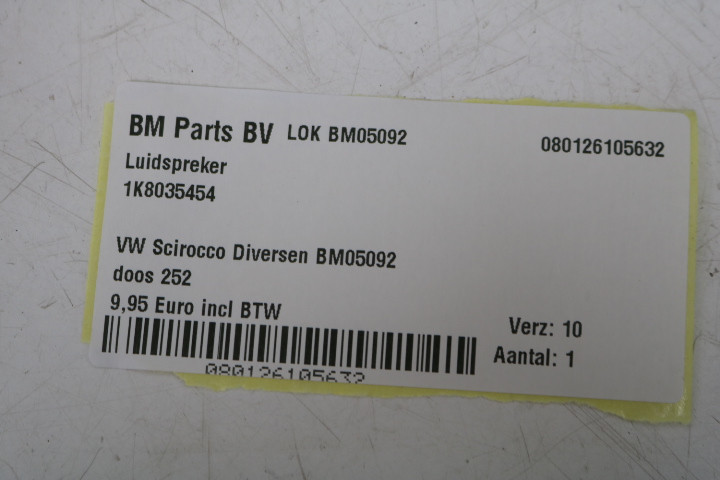 BM Parts BV LOK BM05092 080126105632
Luidspreker
1K8035454
VW Scirocco Diversen BM05092
doos 252
9,95 Euro incl BTW
Verz: 10
Aantal: 1
080126105632